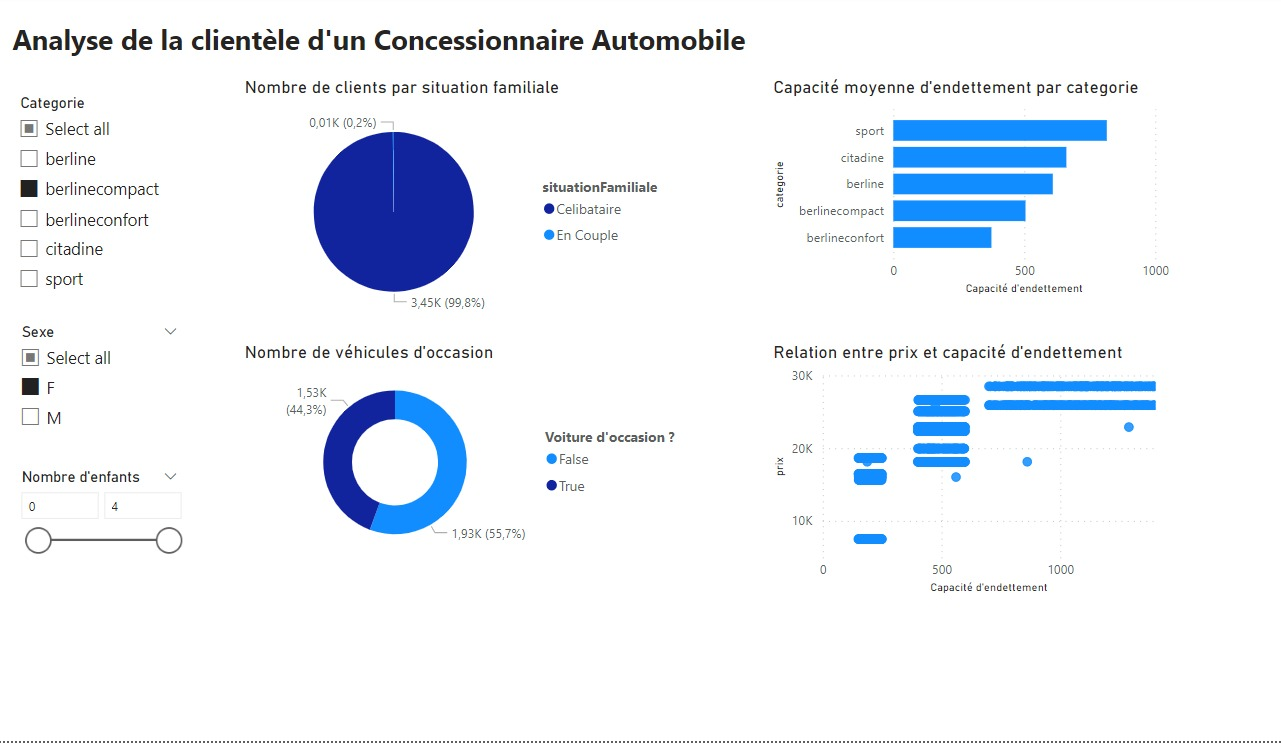 Analyse de la clientèle d'un Concessionnaire Automobile
Categorie
Select all
berline
berlinecompact
berlineconfort
citadine
sport
Sexe
Select all
F
M
Nombre d'enfants
0
4
Nombre de clients par situation familiale
0,01K (0,2%)
3,45K (99,8%)
situationFamiliale
Celibataire
En Couple
Nombre de véhicules d'occasion
1,53K
(44,3%)
1,93K (55,7%)
Voiture d'occasion ?
False
True
Capacité moyenne d'endettement par categorie
categorie
sport
citadine
berline
berlinecompact
berlineconfort
0 500 1000
Capacité d'endettement
Relation entre prix et capacité d'endettement
prix
30K
20K
10K
0 500 1000
Capacité d'endettement